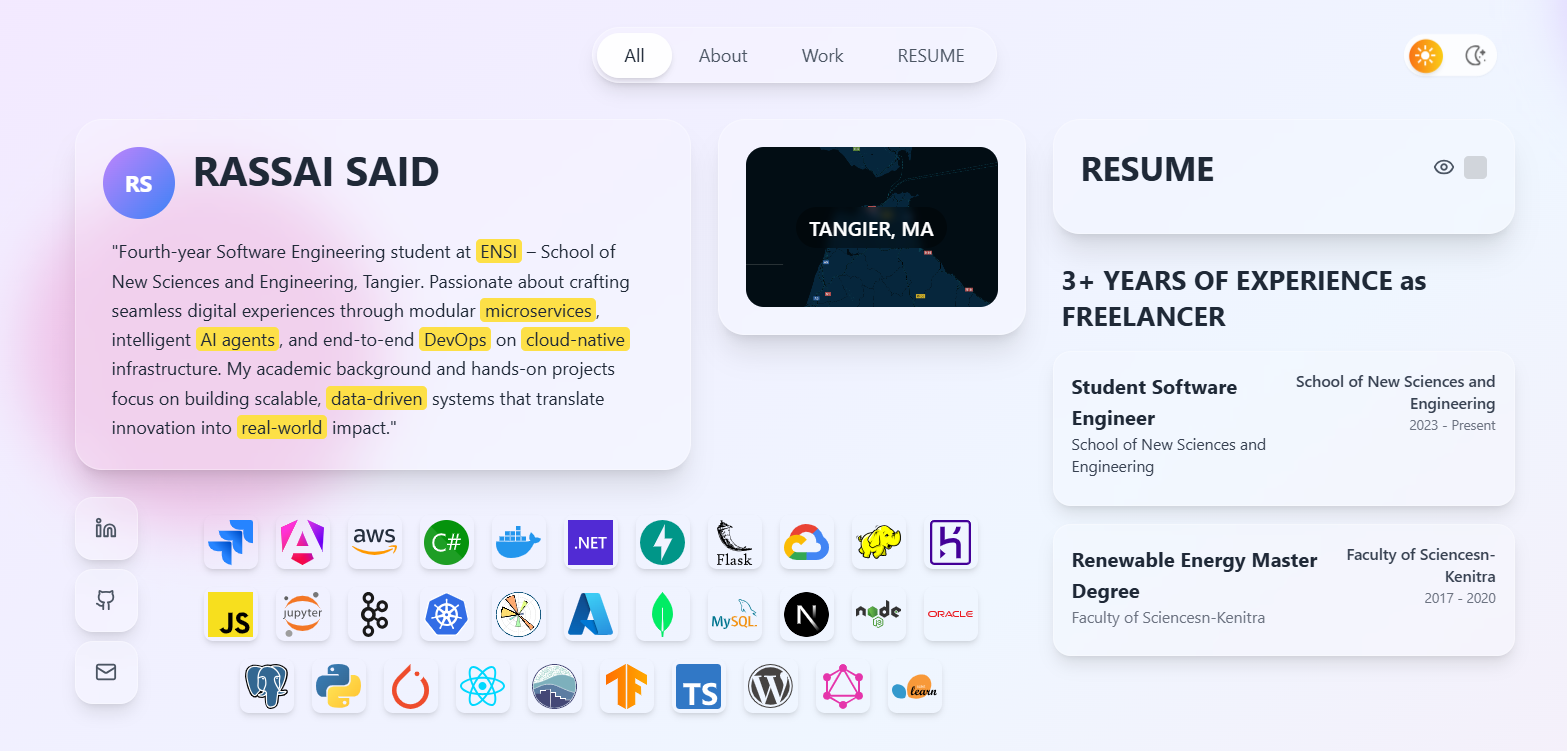 All
About
Work
RESUME
RS
RASSAI SAID
"Fourth-year Software Engineering student at ENSI – School of
New Sciences and Engineering, Tangier. Passionate about crafting
seamless digital experiences through modular microservices,
intelligent AI agents, and end-to-end DevOps on cloud-native
infrastructure. My academic background and hands-on projects
focus on building scalable, data-driven systems that translate
innovation into real-world impact."
TANGIER, MA
RESUME
3+ YEARS OF EXPERIENCE as
FREELANCER
Student Software
Engineer
School of New Sciences and
Engineering
School of New Sciences and
Engineering
2023 - Present
Renewable Energy Master
Degree
Faculty of Sciencesn-Kenitra
Faculty of Sciencesn-
Kenitra
2017 - 2020
in
aws
C#
.NET
Flask
JS
jupyter
MySQL
N
node
JS
ORACLE
TS
W
learn